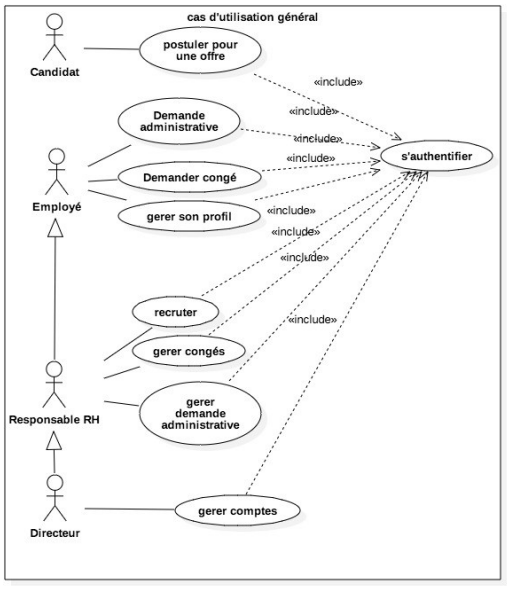 cas d'utilisation général
postuler pour
une offre
Candidat
«include»
«include»
Demande
administrative
«include»
s'authentifier
«include»
Demander congé
Employé
gerer son profil
«include»
«include»
«include»
recruter
«include»
gerer congés
Responsable RH
gerer
demande
administrative
gerer comptes
Directeur